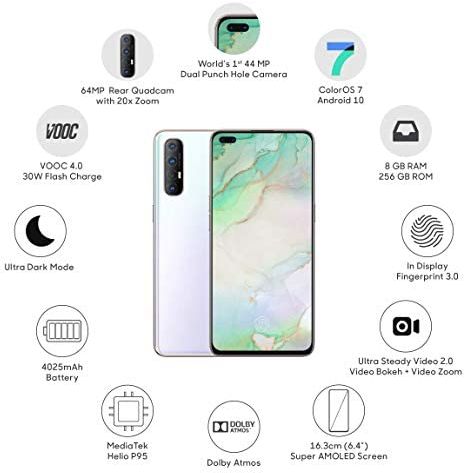 World's 1st 44 MP
Dual Punch Hole Camera
64MP Rear Quadcam
with 20x Zoom
7
ColorOS 7
Android 10
VOOC
VOOC 4.0
30W Flash Charge
8 GB RAM
256 GB ROM
Ultra Dark Mode
In Display
Fingerprint 3.0
4025mAh
Battery
Ultra Steady Video 2.0
Video Bokeh + Video Zoom
MediaTek
Helio P95
DOLBY
ATMOS
Dolby Atmos
16.3cm (6.4")
Super AMOLED Screen